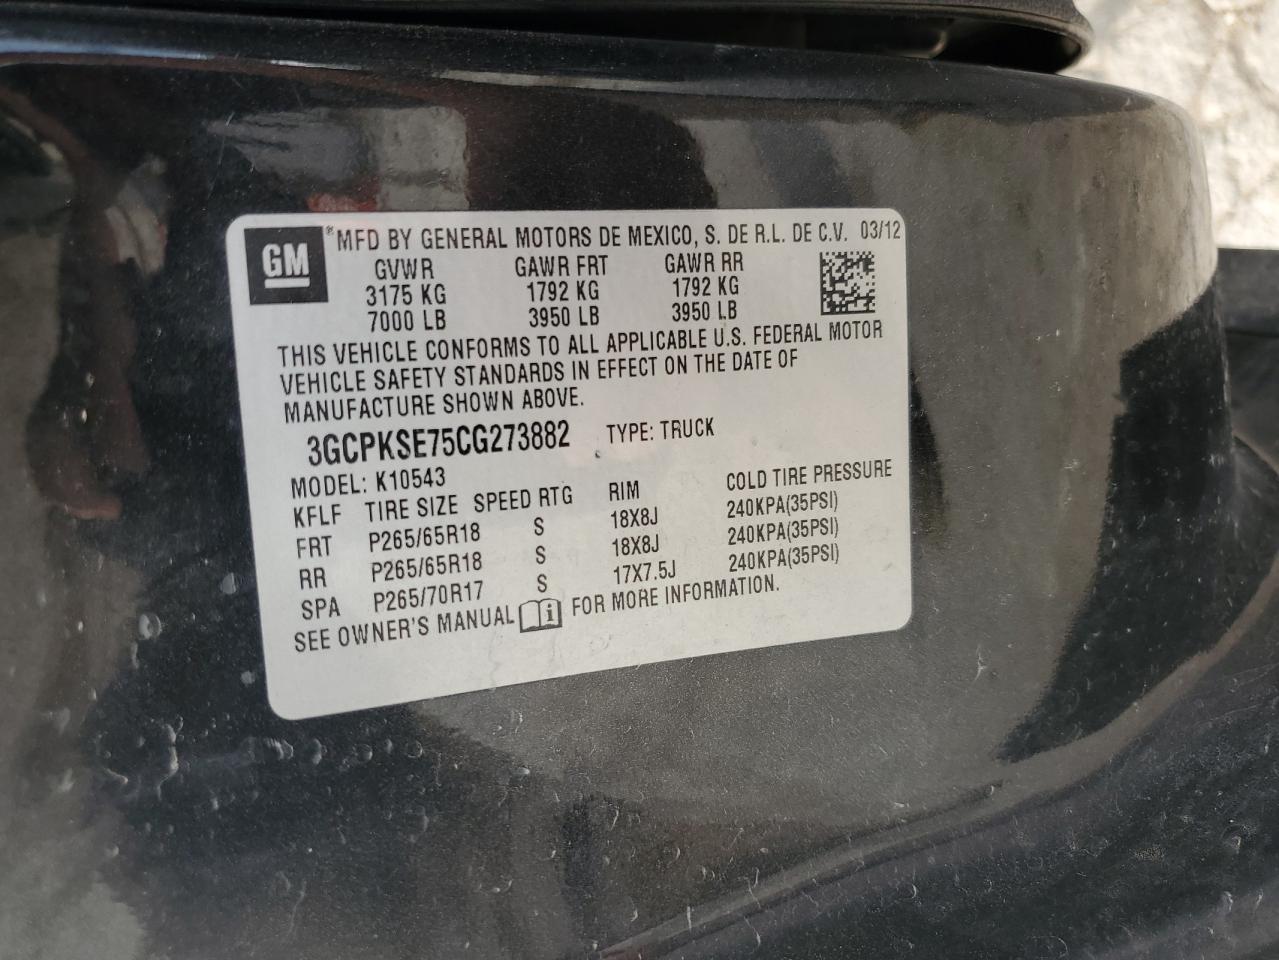 GM ® MFD BY GENERAL MOTORS DE MEXICO, S. DE R.L. DE C.V. 03/12
GVWR GAWR FRT GAWR RR
3175 KG 1792 KG 1792 KG
7000 LB 3950 LB 3950 LB
THIS VEHICLE CONFORMS TO ALL APPLICABLE U.S. FEDERAL MOTOR
VEHICLE SAFETY STANDARDS IN EFFECT ON THE DATE OF
MANUFACTURE SHOWN ABOVE.
3GCPKSE75CG273882 TYPE: TRUCK
MODEL: K10543
KFLF TIRE SIZE SPEED RTG RIM COLD TIRE PRESSURE
FRT P265/65R18 S 18X8J 240KPA(35PSI)
RR P265/65R18 S 18X8J 240KPA(35PSI)
SPA P265/70R17 S 17X7.5J 240KPA(35PSI)
SEE OWNER'S MANUAL i FOR MORE INFORMATION.